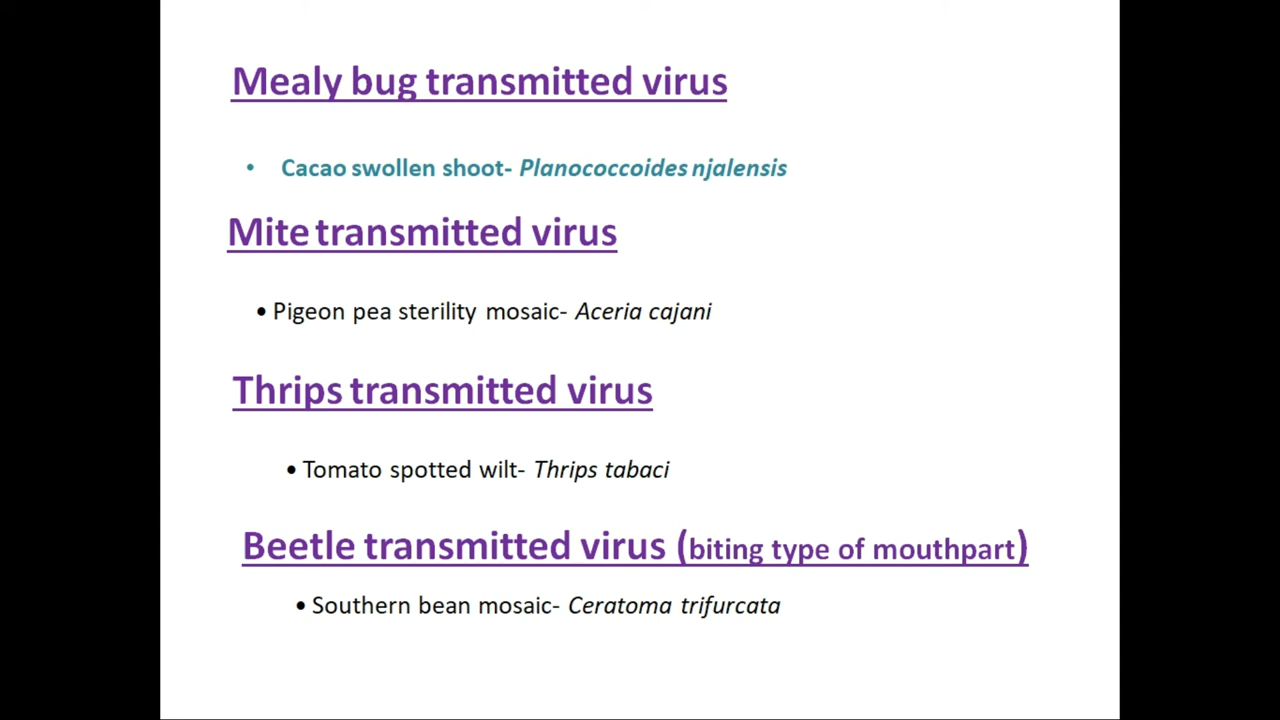 Mealy bug transmitted virus
• Cacao swollen shoot- Planococcoides njalensis
Mite transmitted virus
• Pigeon pea sterility mosaic- Aceria cajani
Thrips transmitted virus
• Tomato spotted wilt- Thrips tabaci
Beetle transmitted virus (biting type of mouthpart)
• Southern bean mosaic- Ceratoma trifurcata